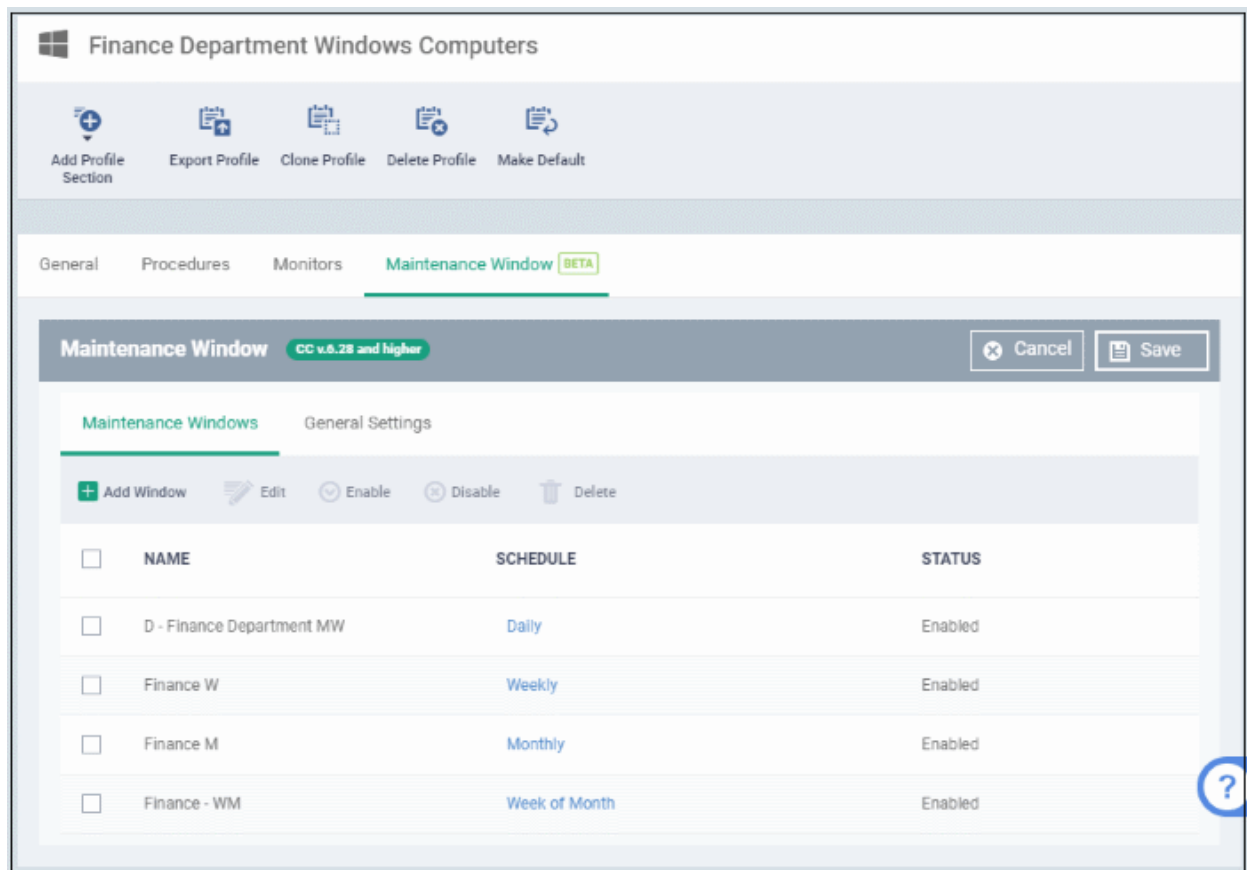 Finance Department Windows Computers
Add Profile
Section
Export Profile
Clone Profile
Delete Profile
Make Default
General
Procedures
Monitors
Maintenance Window BETA
Maintenance Window CC v.6.28 and higher
Cancel
Save
Maintenance Windows
General Settings
Add Window
Edit
Enable
Disable
Delete
NAME SCHEDULE STATUS
D - Finance Department MW Daily Enabled
Finance W Weekly Enabled
Finance M Monthly Enabled
Finance - WM Week of Month Enabled
?